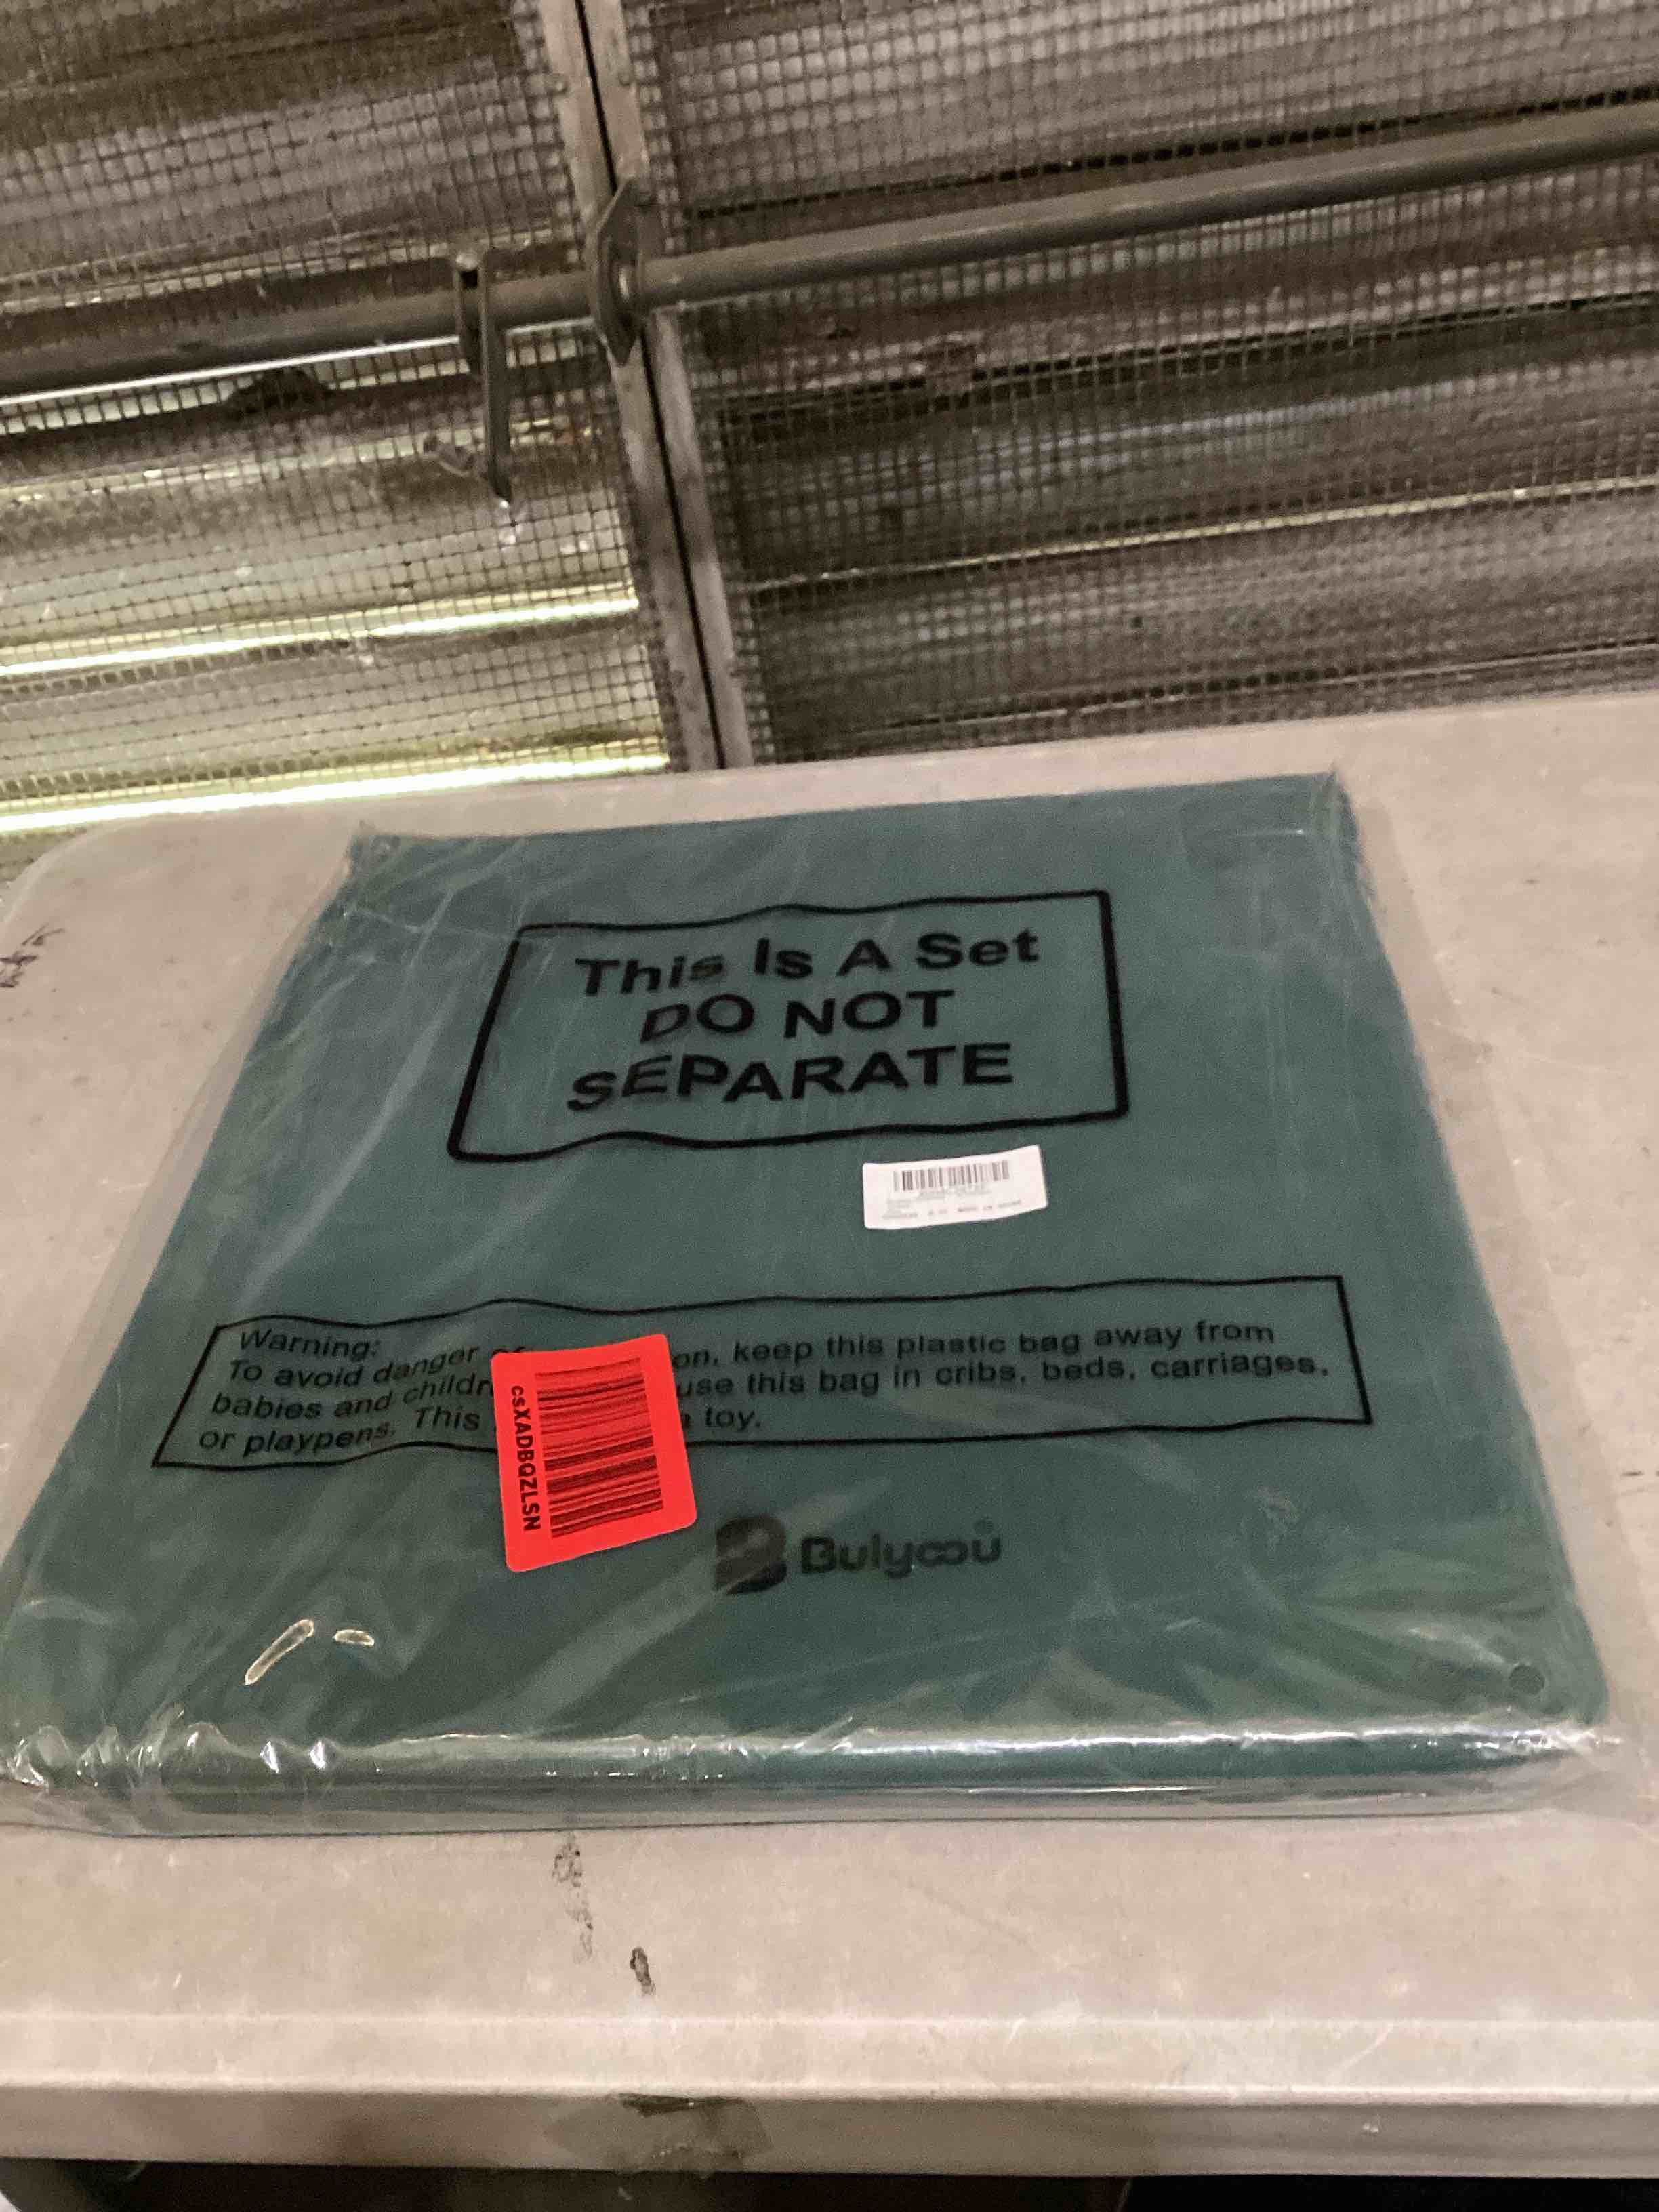 This Is A Set
DO NOT
SEPARATE
Warning:
To avoid danger on, keep this plastic bag away from
babies and childr use this bag in cribs, beds, carriages,
or playpens. This toy.
csXADBQZLSN
Bulycou